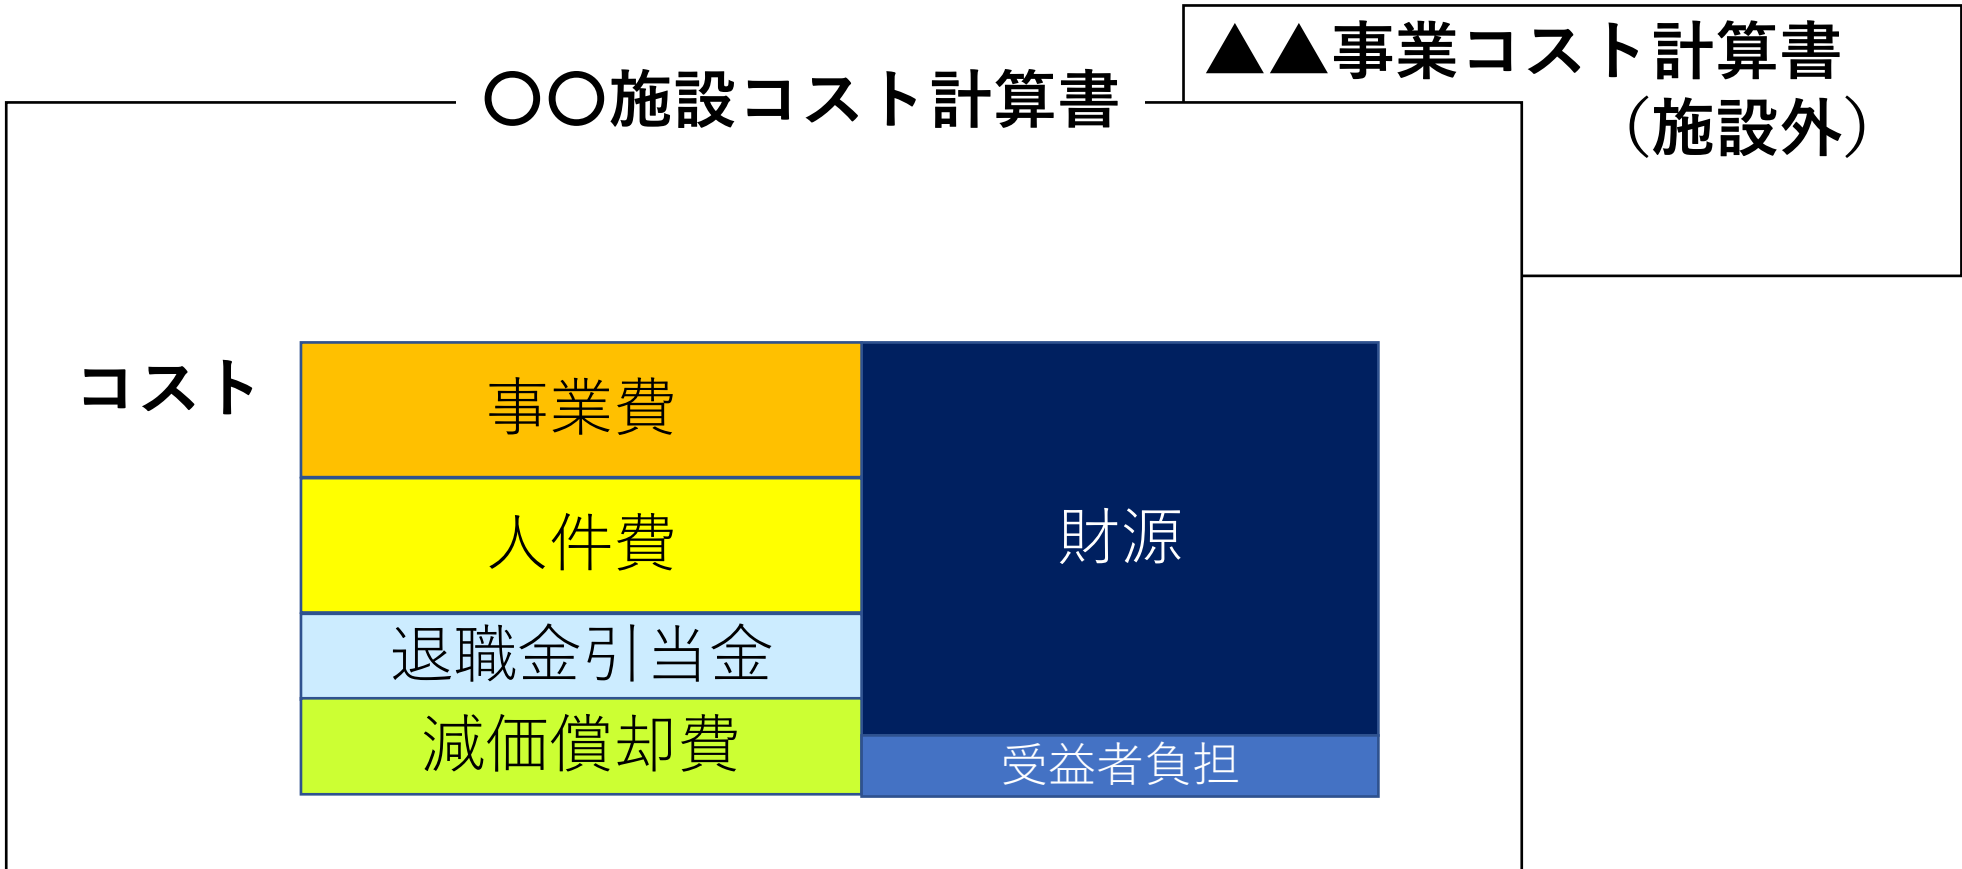 ▲▲事業コスト計算書
（施設外）
〇〇施設コスト計算書
コスト
事業費
人件費
退職金引当金
減価償却費
財源
受益者負担